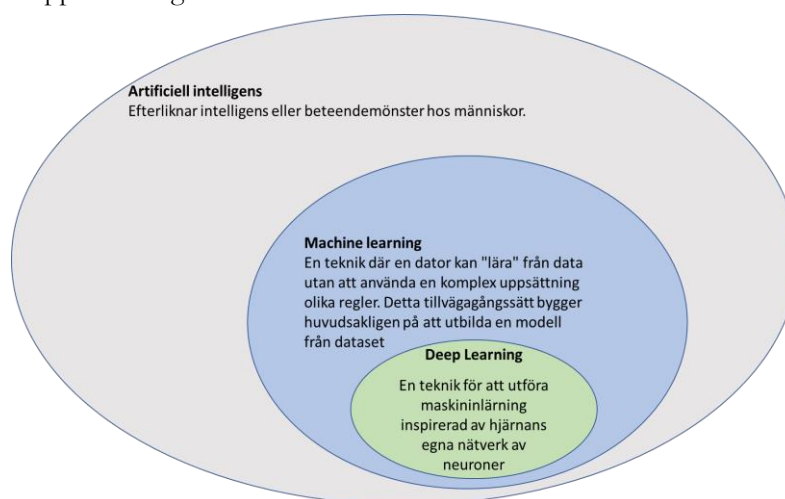 Artificiell intelligens
Efterliknar intelligens eller beteendemönster hos människor.
Machine learning
En teknik där en dator kan "lära" från data
utan att använda en komplex uppsättning
olika regler. Detta tillvägagångssätt bygger
huvudsakligen på att utbilda en modell
från dataset
Deep Learning
En teknik för att utföra
maskininlärning
inspirerad av hjärnans
egna nätverk av
neuroner